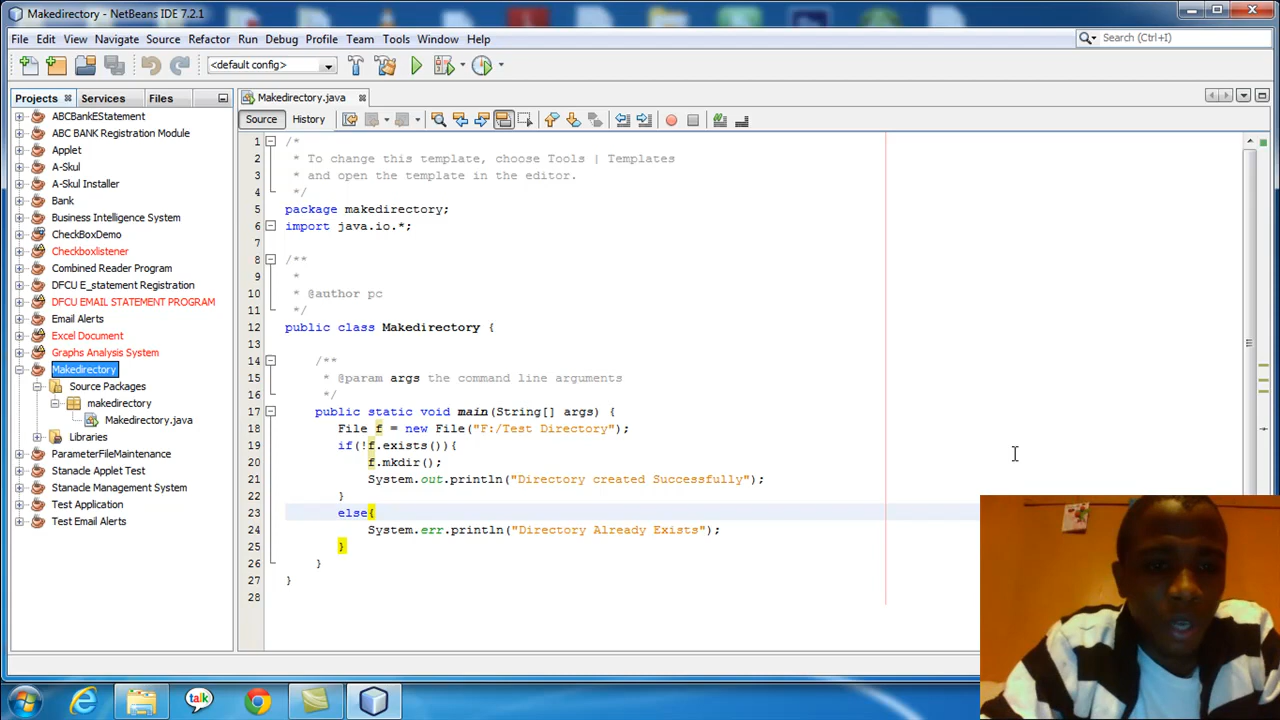 Makedirectory - NetBeans IDE 7.2.1
File Edit View Navigate Source Refactor Run Debug Profile Team Tools Window Help
Search (Ctrl+I)
<default config>
Projects Services Files
Makedirectory.java
Source History
ABCBankEStatement
ABC BANK Registration Module
Applet
A-Skul
A-Skul Installer
Bank
Business Intelligence System
CheckBoxDemo
Checkboxlistener
Combined Reader Program
DFCU E_statement Registration
DFCU EMAIL STATEMENT PROGRAM
Email Alerts
Excel Document
Graphs Analysis System
Makedirectory
Source Packages
makedirectory
Makedirectory.java
Libraries
ParameterFileMaintenance
Stanacle Applet Test
Stanacle Management System
Test Application
Test Email Alerts
1 /*
2 * To change this template, choose Tools | Templates
3 * and open the template in the editor.
4 */
5 package makedirectory;
6 import java.io.*;
7
8 /**
9 *
10 * @author pc
11 */
12 public class Makedirectory {
13
14 /**
15 * @param args the command line arguments
16 */
17 public static void main(String[] args) {
18 File f = new File("F:/Test Directory");
19 if(!f.exists()){
20 f.mkdir();
21 System.out.println("Directory created Successfully");
22 }
23 else{
24 System.err.println("Directory Already Exists");
25 }
26 }
27 }
28
talk